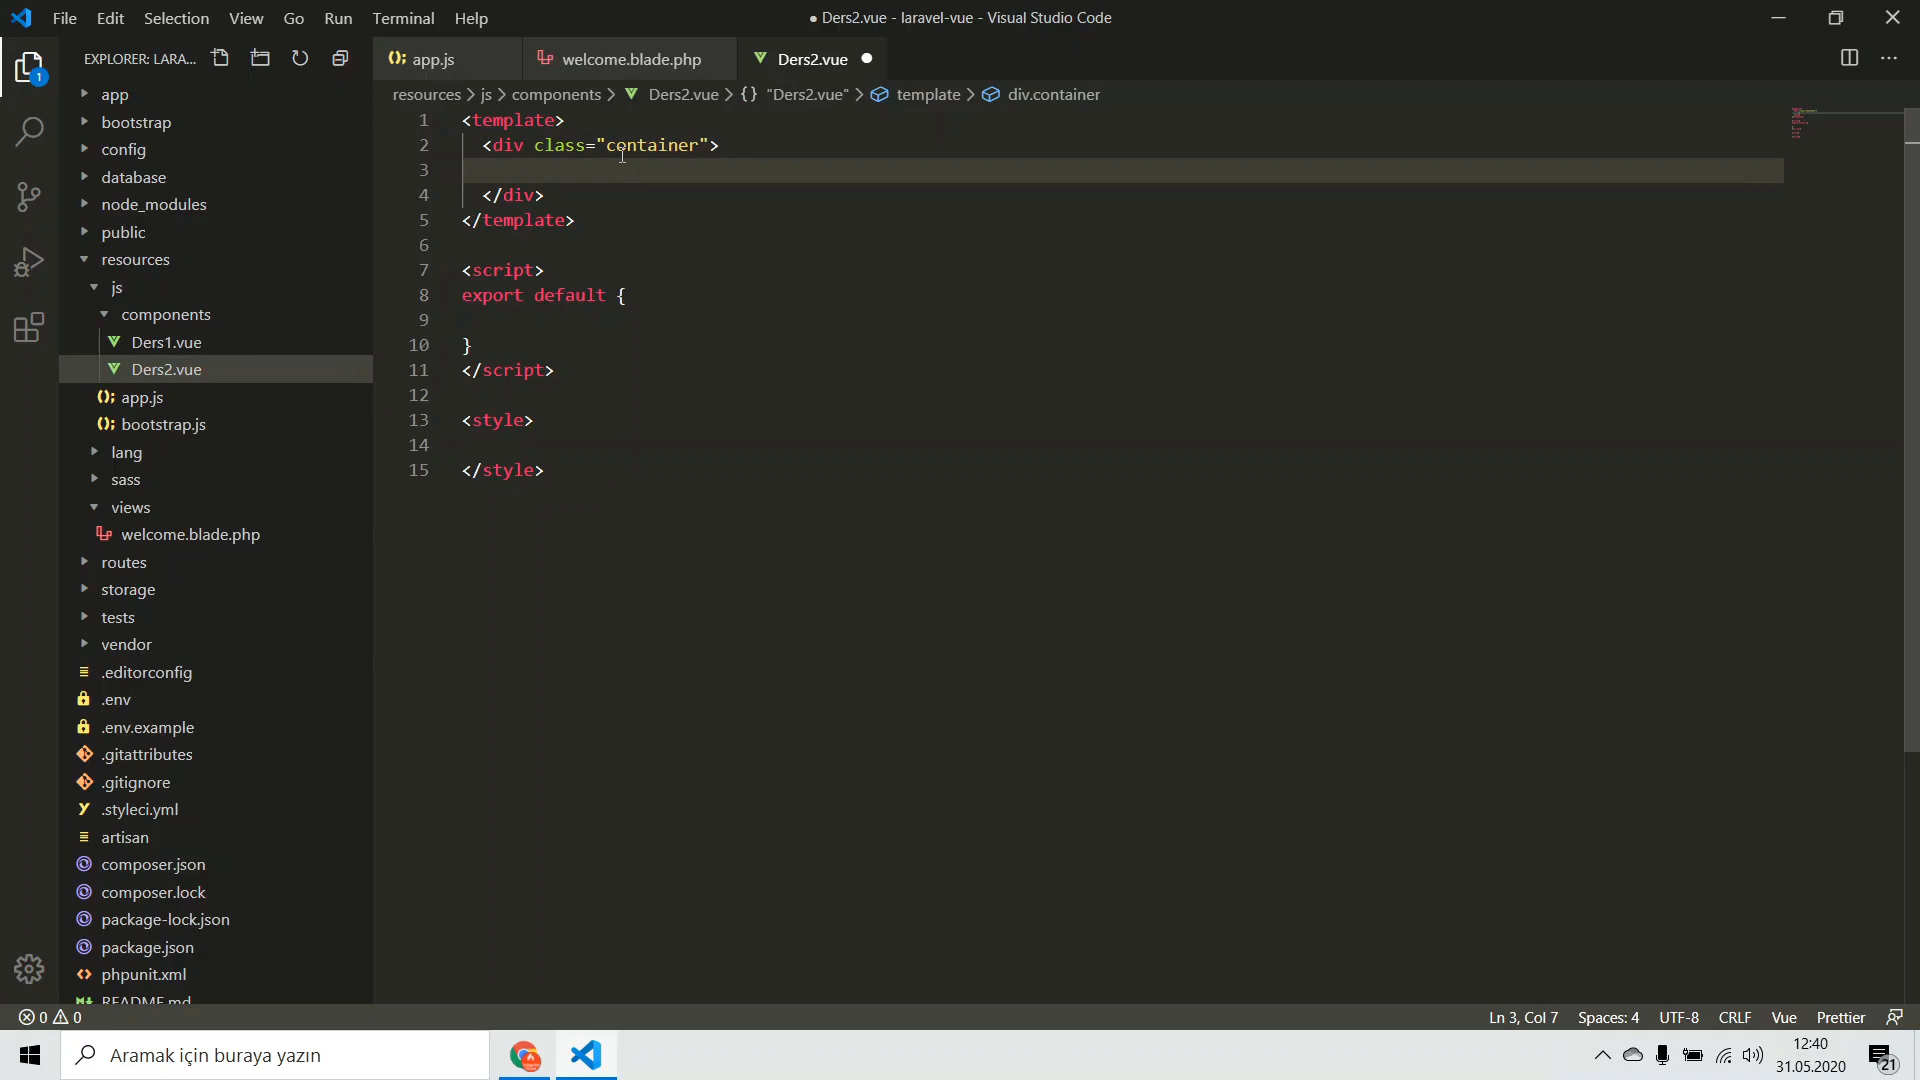 File Edit Selection View Go Run Terminal Help
● Ders2.vue - laravel-vue - Visual Studio Code
EXPLORER: LARA...
1
app
bootstrap
config
database
node_modules
public
resources
js
components
Ders1.vue
Ders2.vue
app.js
bootstrap.js
lang
sass
views
welcome.blade.php
routes
storage
tests
vendor
.editorconfig
.env
.env.example
.gitattributes
.gitignore
.styleci.yml
artisan
composer.json
composer.lock
package-lock.json
package.json
phpunit.xml
README.md
app.js welcome.blade.php Ders2.vue
resources > js > components > Ders2.vue > {} "Ders2.vue" > template > div.container
1 <template>
2 <div class="container">
3
4 </div>
5 </template>
6
7 <script>
8 export default {
9
10 }
11 </script>
12
13 <style>
14
15 </style>
0 0
Ln 3, Col 7 Spaces: 4 UTF-8 CRLF Vue Prettier
Aramak için buraya yazın
12:40
31.05.2020
21